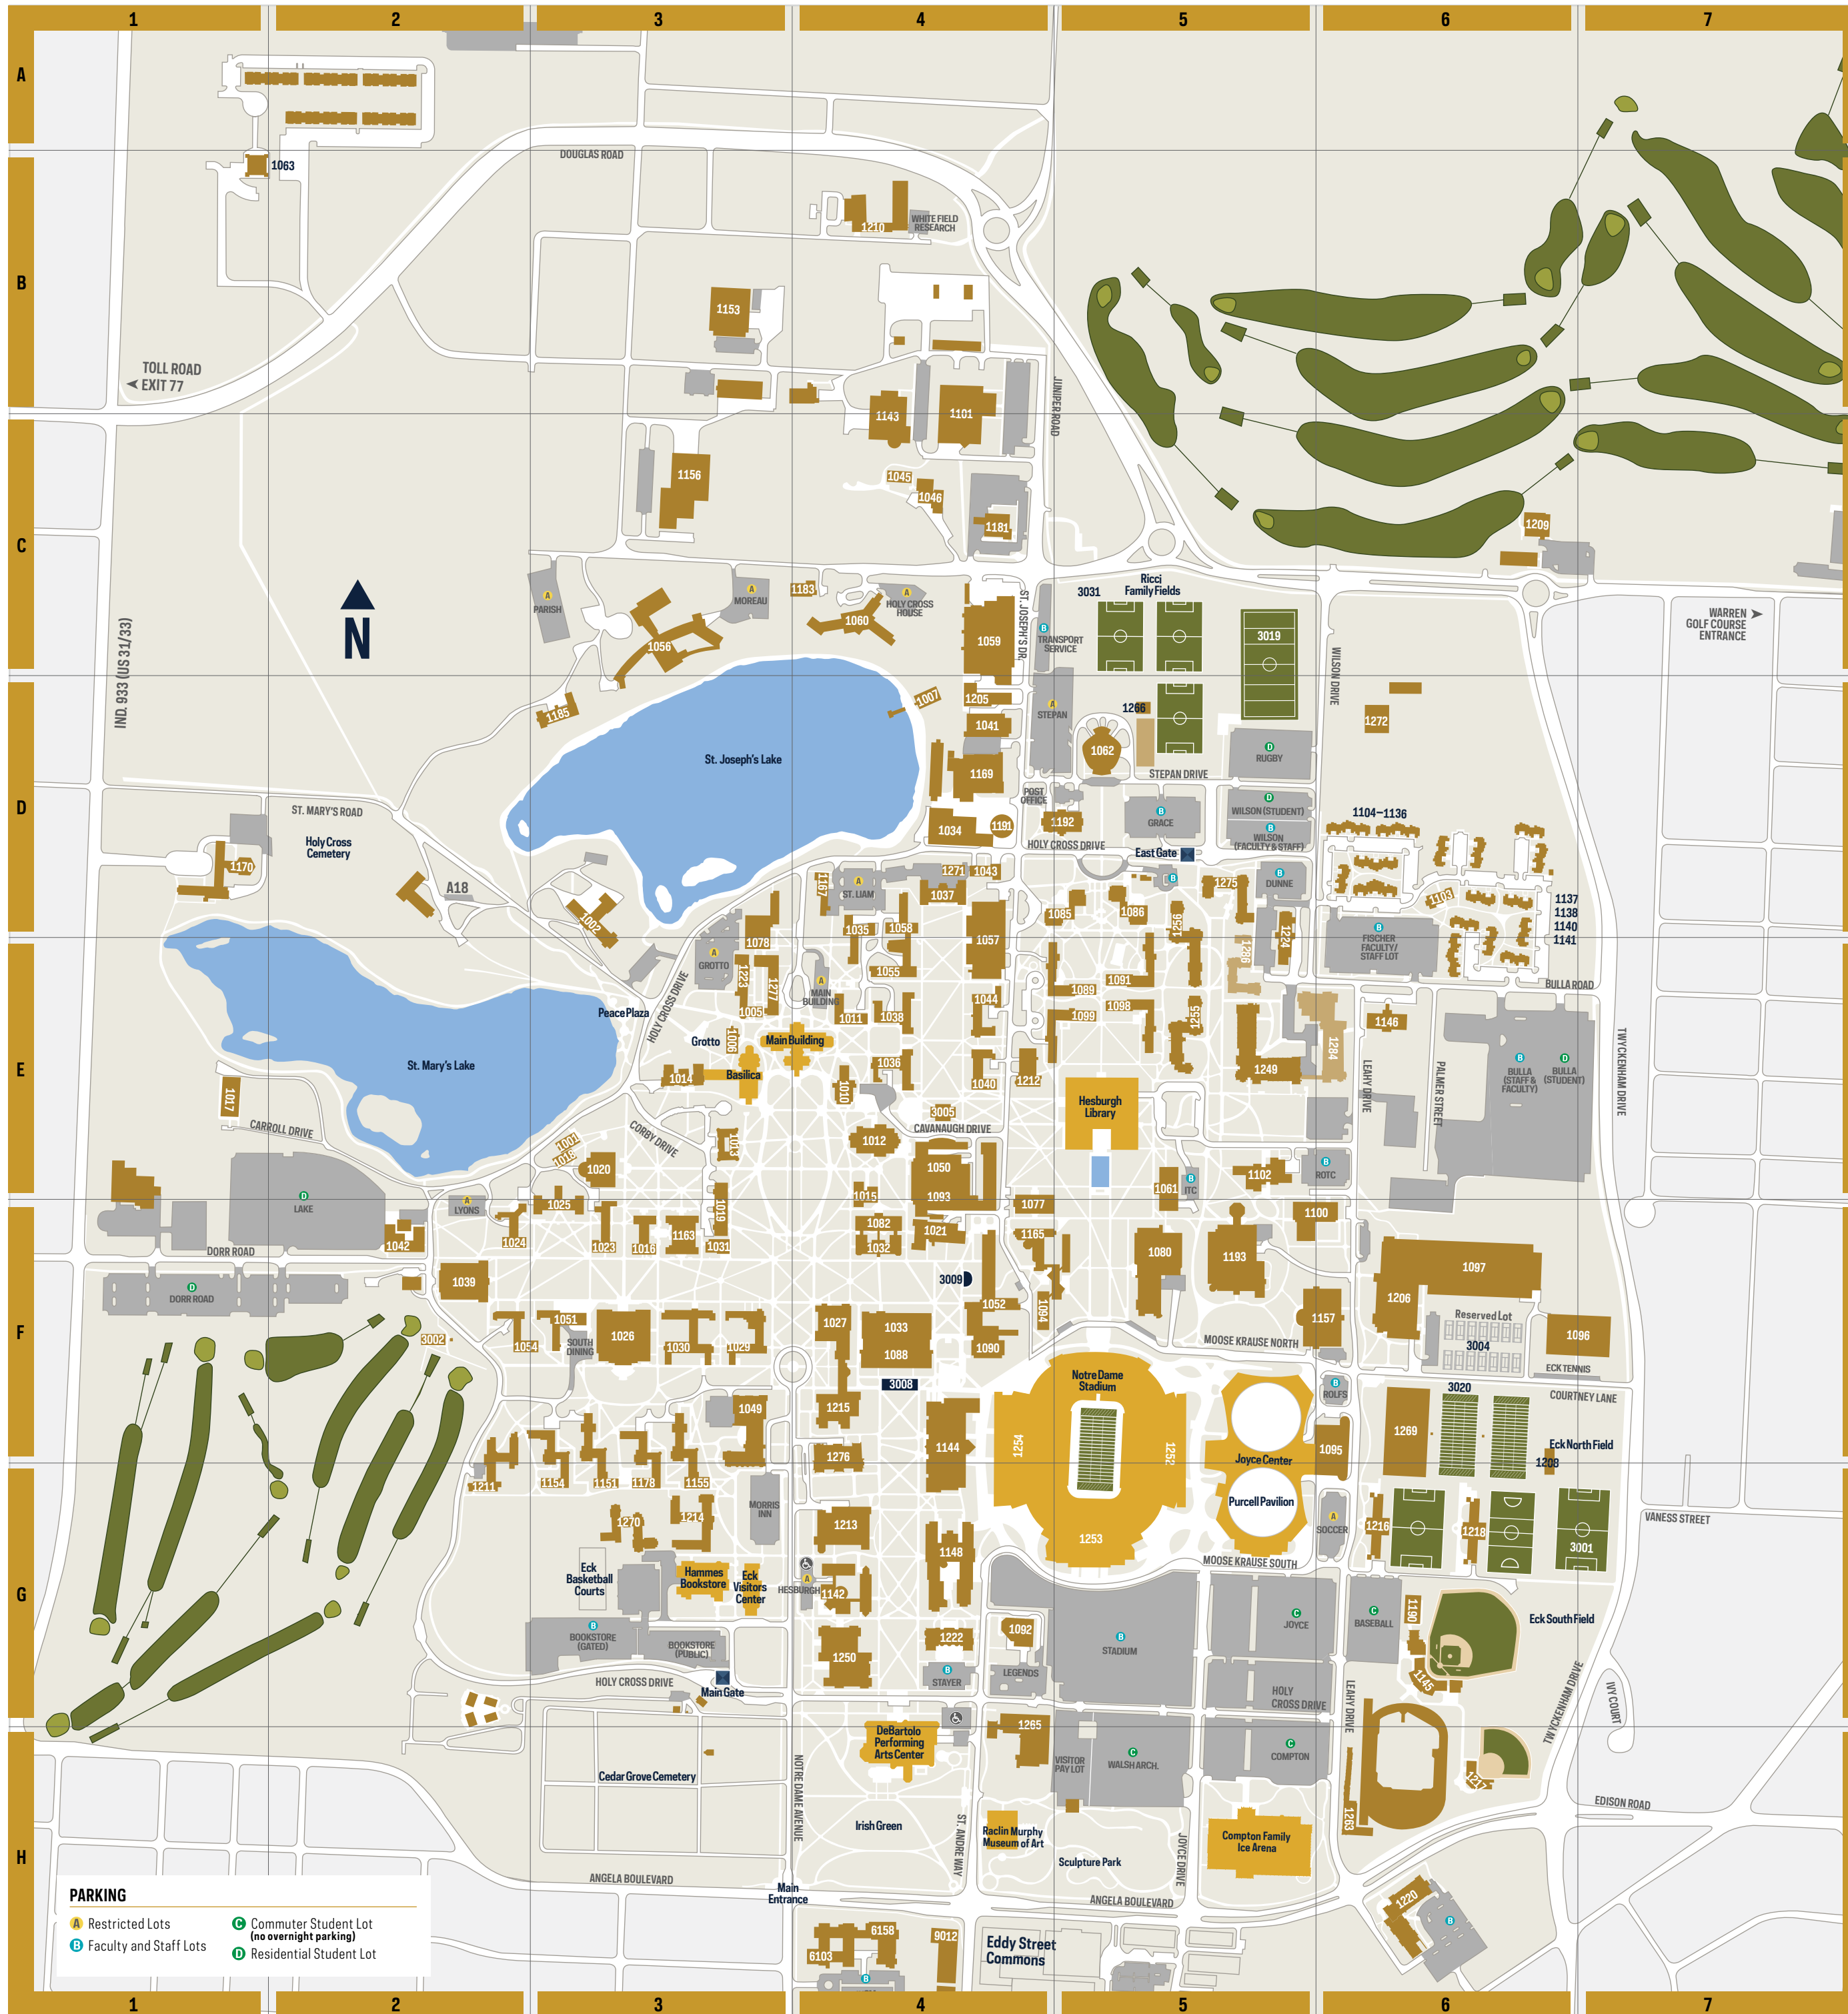 1 2 3 4 5 6 7
A
DOUGLAS ROAD
1063
1210
WHITE FIELD
RESEARCH
B
1153
TOLL ROAD
EXIT 77
JUNIPER ROAD
1143
1101
1156
1045
1046
1181
1209
C
PARISH
A
MOREAU
A
1183
A
HOLY CROSS
HOUSE
1060
1056
1059
ST. JOSEPH'S DR.
B
TRANSPORT
SERVICE
3031
Ricci
Family Fields
3019
WILSON DRIVE
WARREN
GOLF COURSE
ENTRANCE
N
IND. 933 (US 31/33)
1185
1007
1205
1041
A
STEPAN
1266
1062
1272
D
RUGBY
St. Joseph's Lake
1169
STEPAN DRIVE
POST
OFFICE
D
ST. MARY'S ROAD
Holy Cross
Cemetery
1034
1191
1192
B
GRACE
D
WILSON (STUDENT)
B
WILSON
(FACULTY & STAFF)
1104–1136
HOLY CROSS DRIVE
East Gate
1170
A18
1002
1167
A
ST. LIAM
1271
1043
1037
B
1275
B
DUNNE
1103
1137
1138
1140
1141
1085
1086
1256
1035
1058
1057
1078
1224
B
FISCHER
FACULTY/
STAFF LOT
1286
A
GROTTO
1223
1277
1055
A
MAIN
BUILDING
1089
1091
BULLA ROAD
1044
1098
1099
1255
1005
1011
1038
Peace Plaza
HOLY CROSS DRIVE
Grotto
1006
Main Building
1146
1284
E
St. Mary's Lake
1014
Basilica
1036
1010
1040
1212
1249
B
BULLA
(STAFF &
FACULTY)
D
BULLA
(STUDENT)
LEAHY DRIVE
PALMER STREET
TWYCKENHAM DRIVE
1017
CARROLL DRIVE
Hesburgh
Library
3005
CAVANAUGH DRIVE
CORBY DRIVE
1001
1018
1013
1012
1020
1050
1102
B
ROTC
D
LAKE
A
LYONS
1025
1019
1015
1093
1077
1061
B
ITC
1100
1042
1024
1023
1016
1163
1031
1082
1032
1021
1165
1080
1193
DORR ROAD
D
DORR ROAD
1039
3009
1097
1206
1052
1094
1157
Reserved Lot
3004
1096
F
3002
1054
1051
SOUTH
DINING
1026
1030
1029
1027
1033
1088
1090
MOOSE KRAUSE NORTH
ECK TENNIS
3008
Notre Dame
Stadium
B
ROLFS
3020
COURTNEY LANE
1049
1215
1254
1252
1253
1144
1276
Joyce Center
1095
1269
Eck North Field
1208
1211
1154
1151
1178
1155
MORRIS
INN
Purcell Pavilion
1270
1214
1213
1148
A
SOCCER
1216
1218
3001
VANESS STREET
MOOSE KRAUSE SOUTH
G
Eck
Basketball
Courts
Hammes
Bookstore
Eck
Visitors
Center
A
HESBURGH
1142
C
JOYCE
C
BASEBALL
1190
Eck South Field
B
BOOKSTORE
(GATED)
BOOKSTORE
(PUBLIC)
1222
1092
B
STADIUM
1250
B
STAYER
LEGENDS
1145
HOLY CROSS DRIVE
Main Gate
HOLY
CROSS DRIVE
LEAHY DRIVE
TWYCKENHAM DRIVE
IVY COURT
DeBartolo
Performing
Arts Center
1265
VISITOR
PAY LOT
C
WALSH ARCH.
C
COMPTON
1217
Cedar Grove Cemetery
NOTRE DAME AVENUE
Irish Green
ST. ANDRE WAY
Raclin Murphy
Museum of Art
Sculpture Park
JOYCE DRIVE
Compton Family
Ice Arena
1263
EDISON ROAD
H
ANGELA BOULEVARD
Main
Entrance
ANGELA BOULEVARD
1220
B
PARKING
A Restricted Lots
B Faculty and Staff Lots
C Commuter Student Lot
(no overnight parking)
D Residential Student Lot
6103
6158
9012
B
Eddy Street
Commons
1 2 3 4 5 6 7